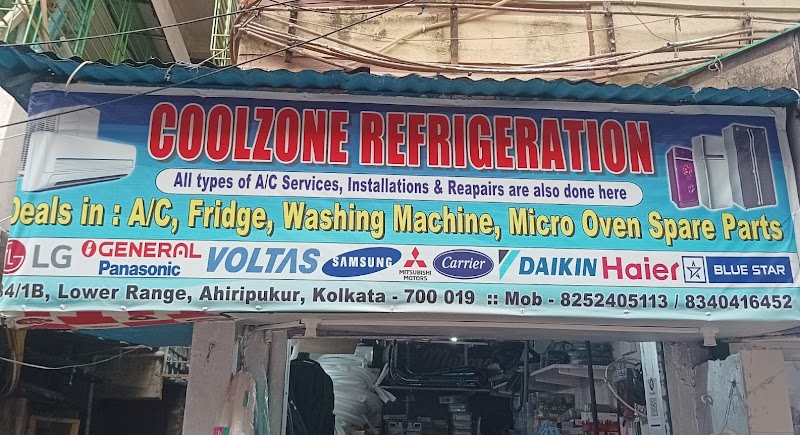 COOLZONE REFRIGERATION
All types of A/C Services, Installations & Reapairs are also done here
Deals in : A/C, Fridge, Washing Machine, Micro Oven Spare Parts
LG GENERAL Panasonic VOLTAS SAMSUNG MITSUBISHI MOTORS Carrier DAIKIN Haier BLUE STAR
34/1B, Lower Range, Ahiripukur, Kolkata - 700 019 :: Mob - 8252405113 / 8340416452